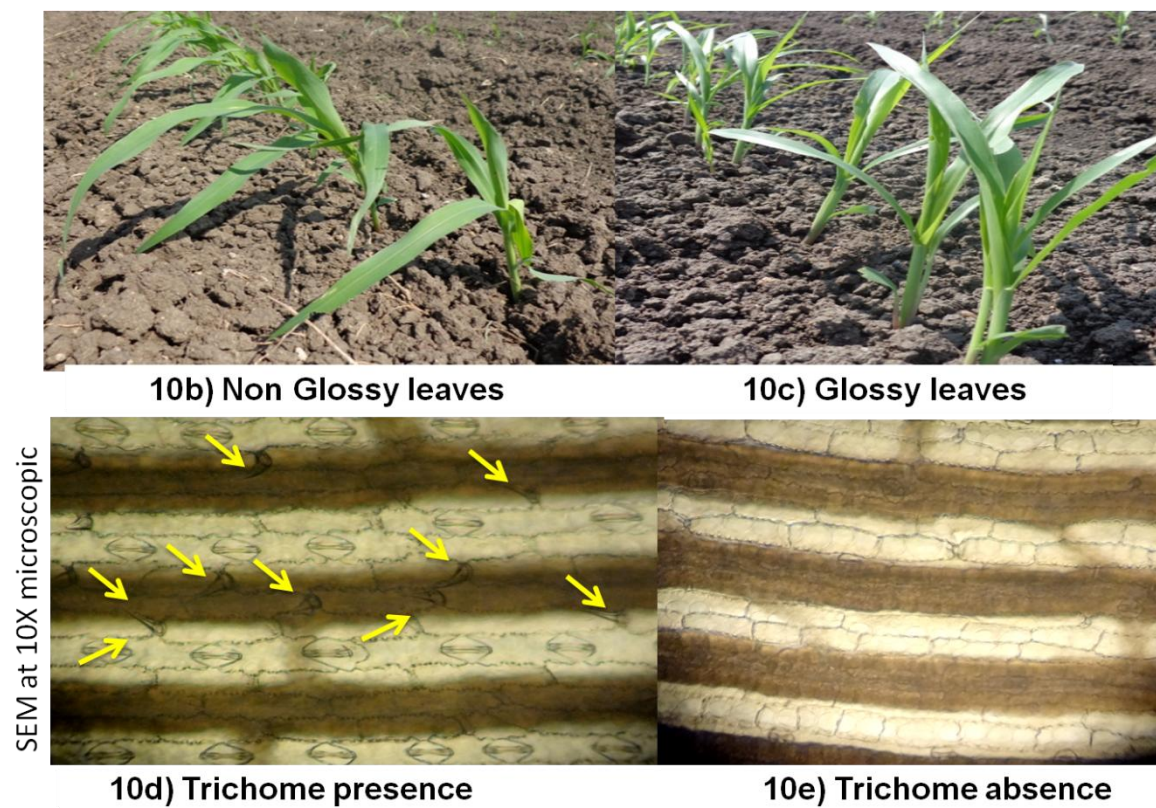 10b) Non Glossy leaves
10c) Glossy leaves
SEM at 10X microscopic
10d) Trichome presence
10e) Trichome absence